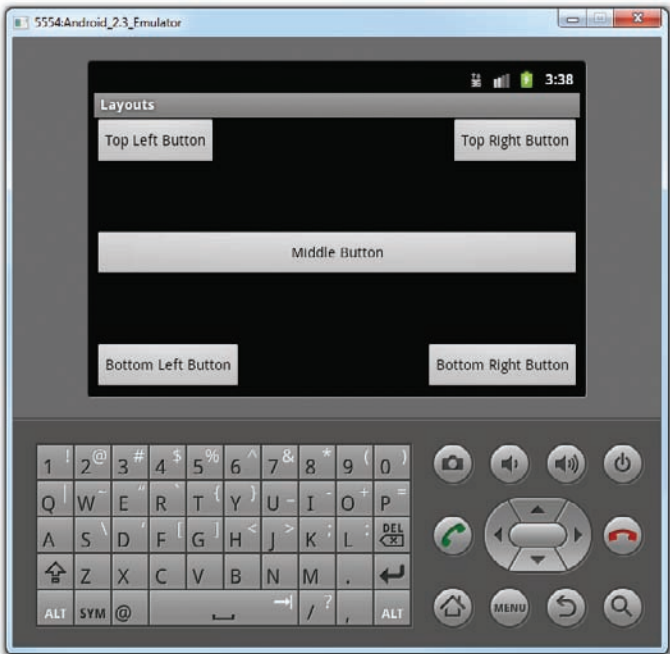 5554:Android_2.3_Emulator
3G 3:38
Layouts
Top Left Button Top Right Button
Middle Button
Bottom Left Button Bottom Right Button
1 ! 2 @ 3 # 4 $ 5 % 6 ^ 7 & 8 * 9 ( 0 )
Q | W ~ E " R ` T { Y } U - I O + P =
A S \ D ' F [ G ] H < J > K ; L : DEL
Z X C V B N M .
ALT SYM @ / ? , ALT
MENU